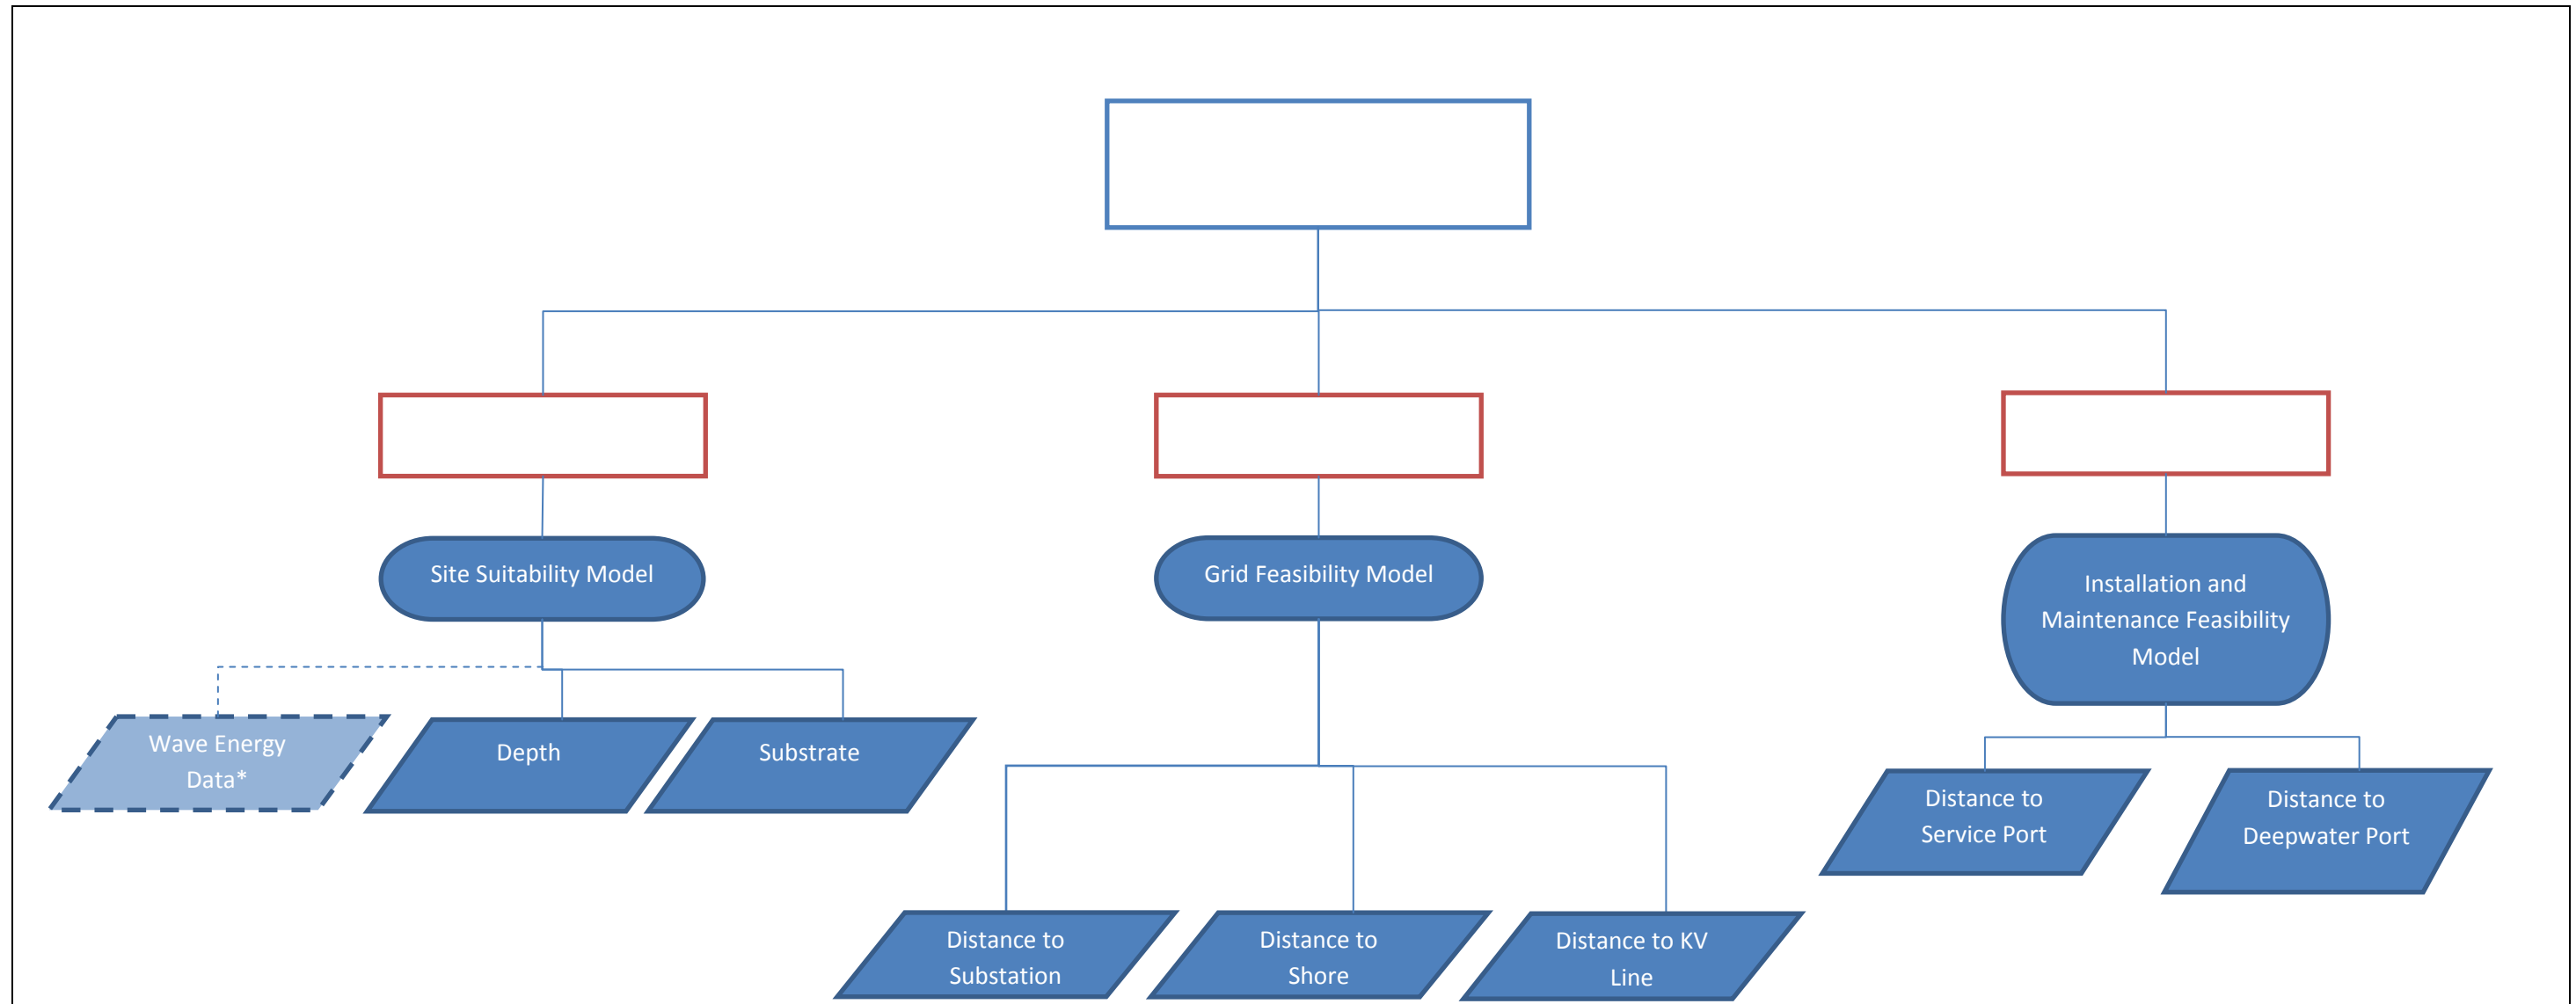 Site Suitability Model
Grid Feasibility Model
Installation and
Maintenance Feasibility
Model
Wave Energy
Data*
Depth
Substrate
Distance to
Service Port
Distance to
Deepwater Port
Distance to
Substation
Distance to
Shore
Distance to KV
Line